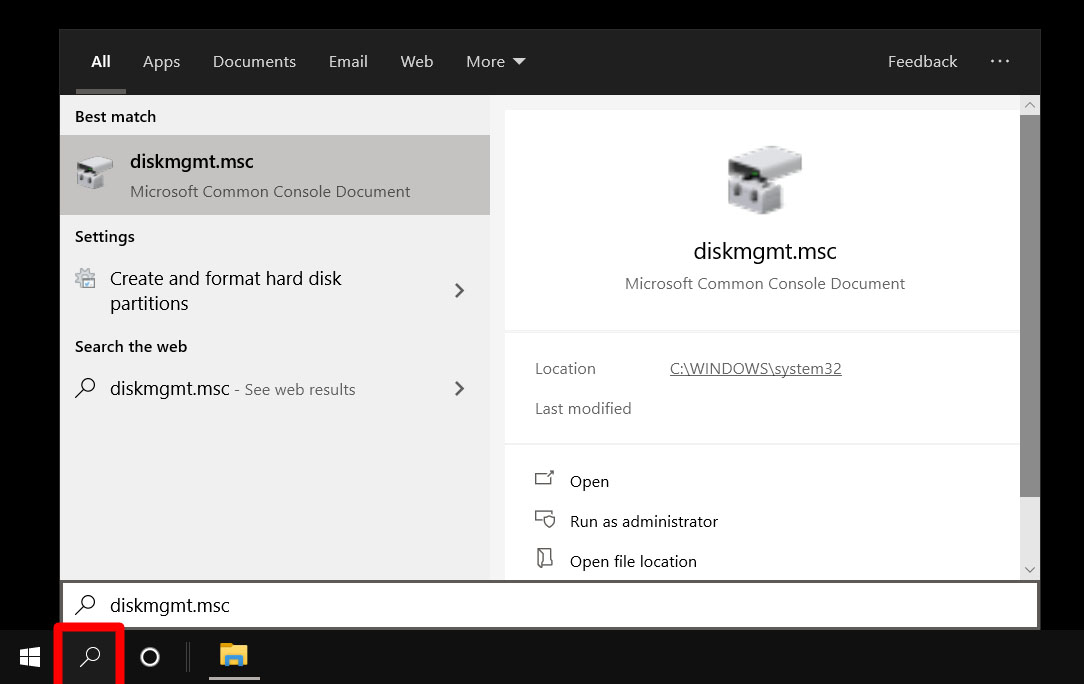 All Apps Documents Email Web More Feedback ···
Best match
diskmgmt.msc
Microsoft Common Console Document
Settings
Create and format hard disk
partitions
Search the web
diskmgmt.msc - See web results
diskmgmt.msc
Microsoft Common Console Document
Location C:\WINDOWS\system32
Last modified
Open
Run as administrator
Open file location
diskmgmt.msc